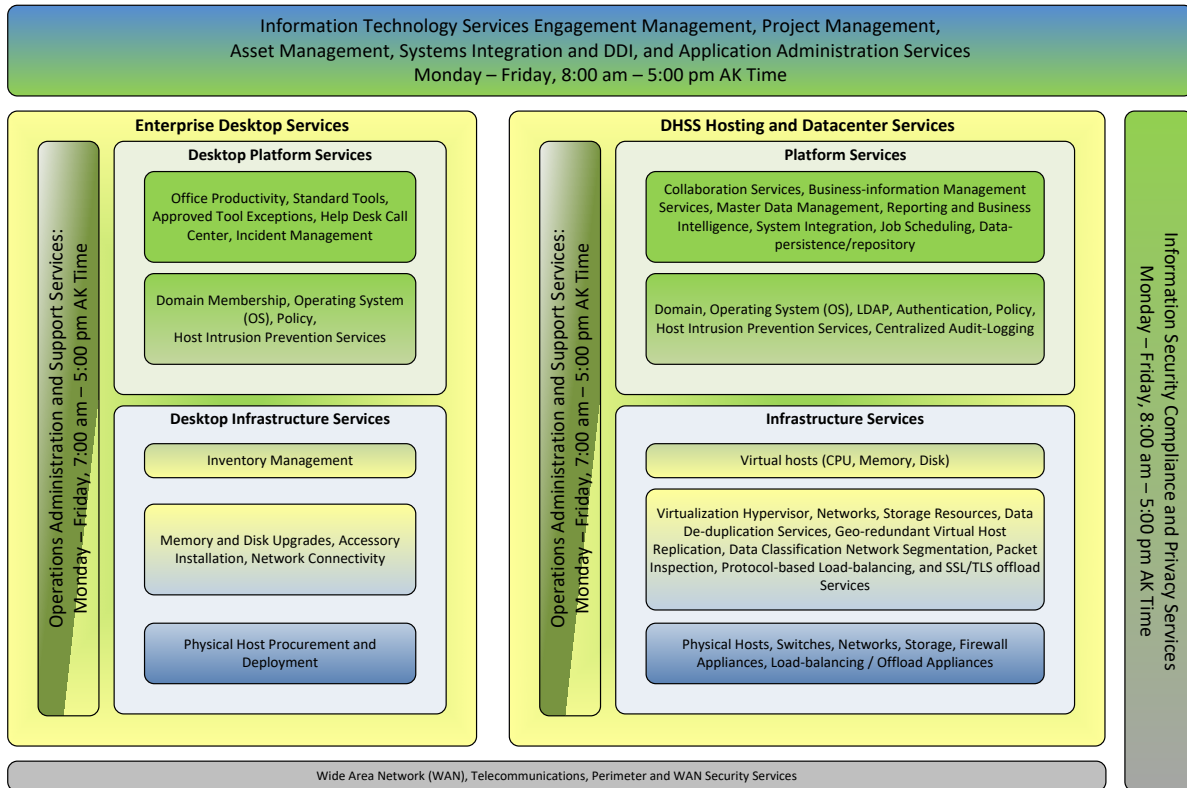 Information Technology Services Engagement Management, Project Management,
Asset Management, Systems Integration and DDI, and Application Administration Services
Monday – Friday, 8:00 am – 5:00 pm AK Time
Enterprise Desktop Services
Operations Administration and Support Services:
Monday – Friday, 7:00 am – 5:00 pm AK Time
Desktop Platform Services
Office Productivity, Standard Tools,
Approved Tool Exceptions, Help Desk Call
Center, Incident Management
Domain Membership, Operating System
(OS), Policy,
Host Intrusion Prevention Services
Desktop Infrastructure Services
Inventory Management
Memory and Disk Upgrades, Accessory
Installation, Network Connectivity
Physical Host Procurement and
Deployment
DHSS Hosting and Datacenter Services
Operations Administration and Support Services:
Monday – Friday, 7:00 am – 5:00 pm AK Time
Platform Services
Collaboration Services, Business-information Management
Services, Master Data Management, Reporting and Business
Intelligence, System Integration, Job Scheduling, Data-
persistence/repository
Domain, Operating System (OS), LDAP, Authentication, Policy,
Host Intrusion Prevention Services, Centralized Audit-Logging
Infrastructure Services
Virtual hosts (CPU, Memory, Disk)
Virtualization Hypervisor, Networks, Storage Resources, Data
De-duplication Services, Geo-redundant Virtual Host
Replication, Data Classification Network Segmentation, Packet
Inspection, Protocol-based Load-balancing, and SSL/TLS offload
Services
Physical Hosts, Switches, Networks, Storage, Firewall
Appliances, Load-balancing / Offload Appliances
Information Security Compliance and Privacy Services
Monday – Friday, 8:00 am – 5:00 pm AK Time
Wide Area Network (WAN), Telecommunications, Perimeter and WAN Security Services